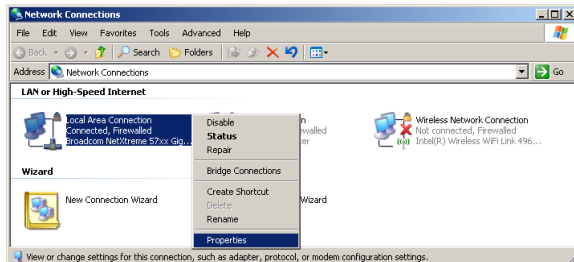 Network Connections
File Edit View Favorites Tools Advanced Help
Back Search Folders
Address Network Connections Go
LAN or High-Speed Internet
Local Area Connection
Connected, Firewalled
Broadcom NetXtreme 57xx Gig...
Wireless Network Connection
Not connected, Firewalled
Intel(R) Wireless WiFi Link 496...
Disable
Status
Repair
Bridge Connections
Create Shortcut
Delete
Rename
Properties
Wizard
New Connection Wizard
Wizard
View or change settings for this connection, such as adapter, protocol, or modem configuration settings.